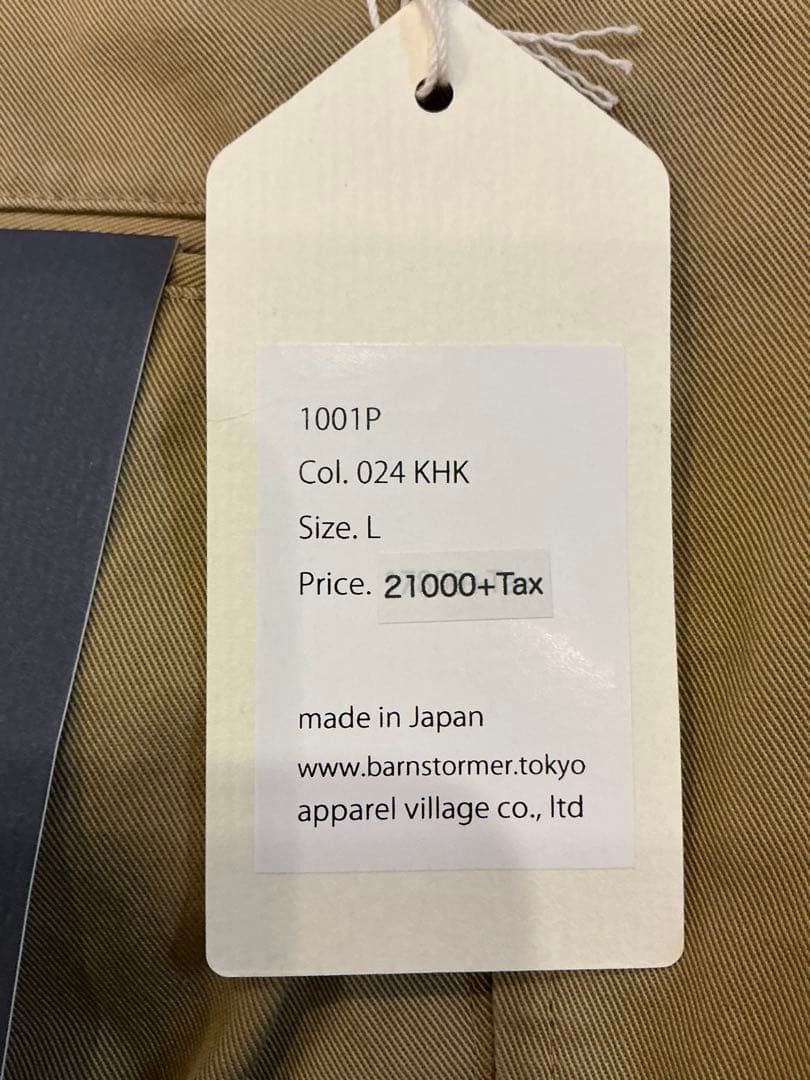 1001P
Col. 024 KHK
Size. L
Price. 21000+Tax
made in Japan
www.barnstormer.tokyo
apparel village co., ltd